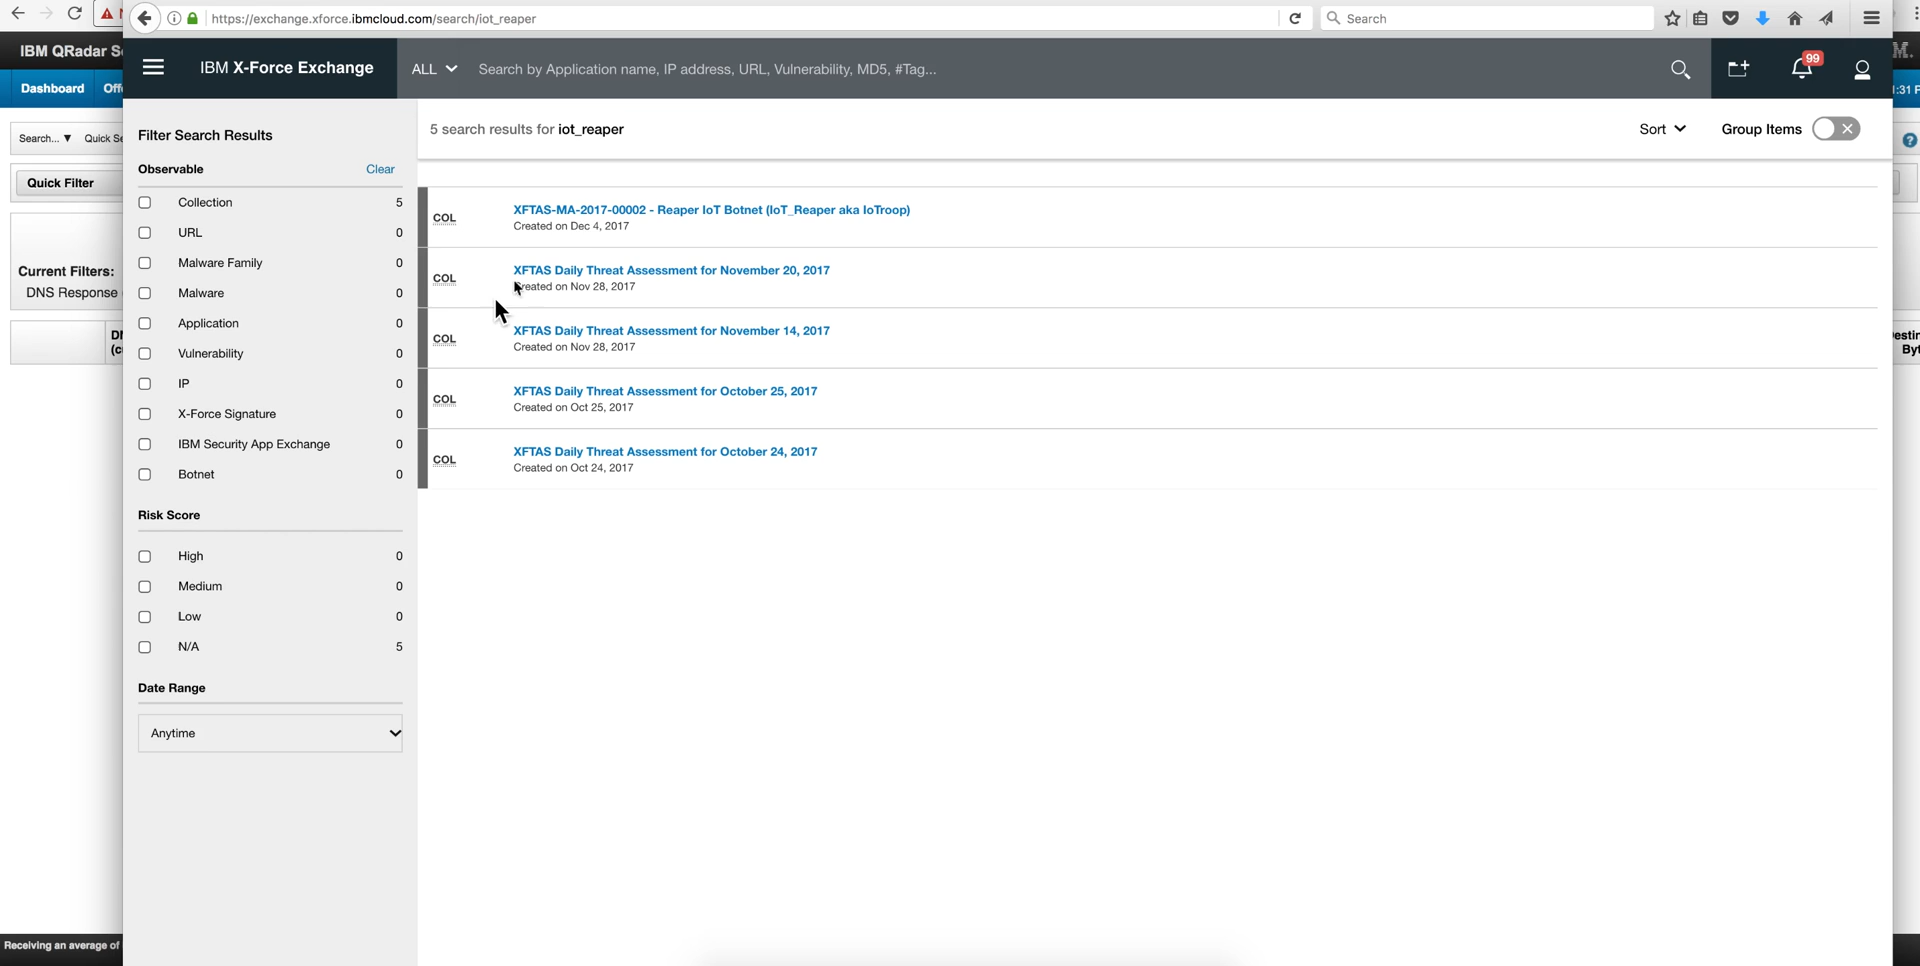 https://exchange.xforce.ibmcloud.com/search/iot_reaper
Search
IBM QRadar
Dashboard
IBM X-Force Exchange
ALL
Search by Application name, IP address, URL, Vulnerability, MD5, #Tag...
99
Search...
Quick Filter
Current Filters:
DNS Response
Receiving an average of
Filter Search Results
Observable
Clear
Collection 5
URL 0
Malware Family 0
Malware 0
Application 0
Vulnerability 0
IP 0
X-Force Signature 0
IBM Security App Exchange 0
Botnet 0
Risk Score
High 0
Medium 0
Low 0
N/A 5
Date Range
Anytime
5 search results for iot_reaper
Sort
Group Items
COL
XFTAS-MA-2017-00002 - Reaper IoT Botnet (IoT_Reaper aka IoTroop)
Created on Dec 4, 2017
COL
XFTAS Daily Threat Assessment for November 20, 2017
Created on Nov 28, 2017
COL
XFTAS Daily Threat Assessment for November 14, 2017
Created on Nov 28, 2017
COL
XFTAS Daily Threat Assessment for October 25, 2017
Created on Oct 25, 2017
COL
XFTAS Daily Threat Assessment for October 24, 2017
Created on Oct 24, 2017